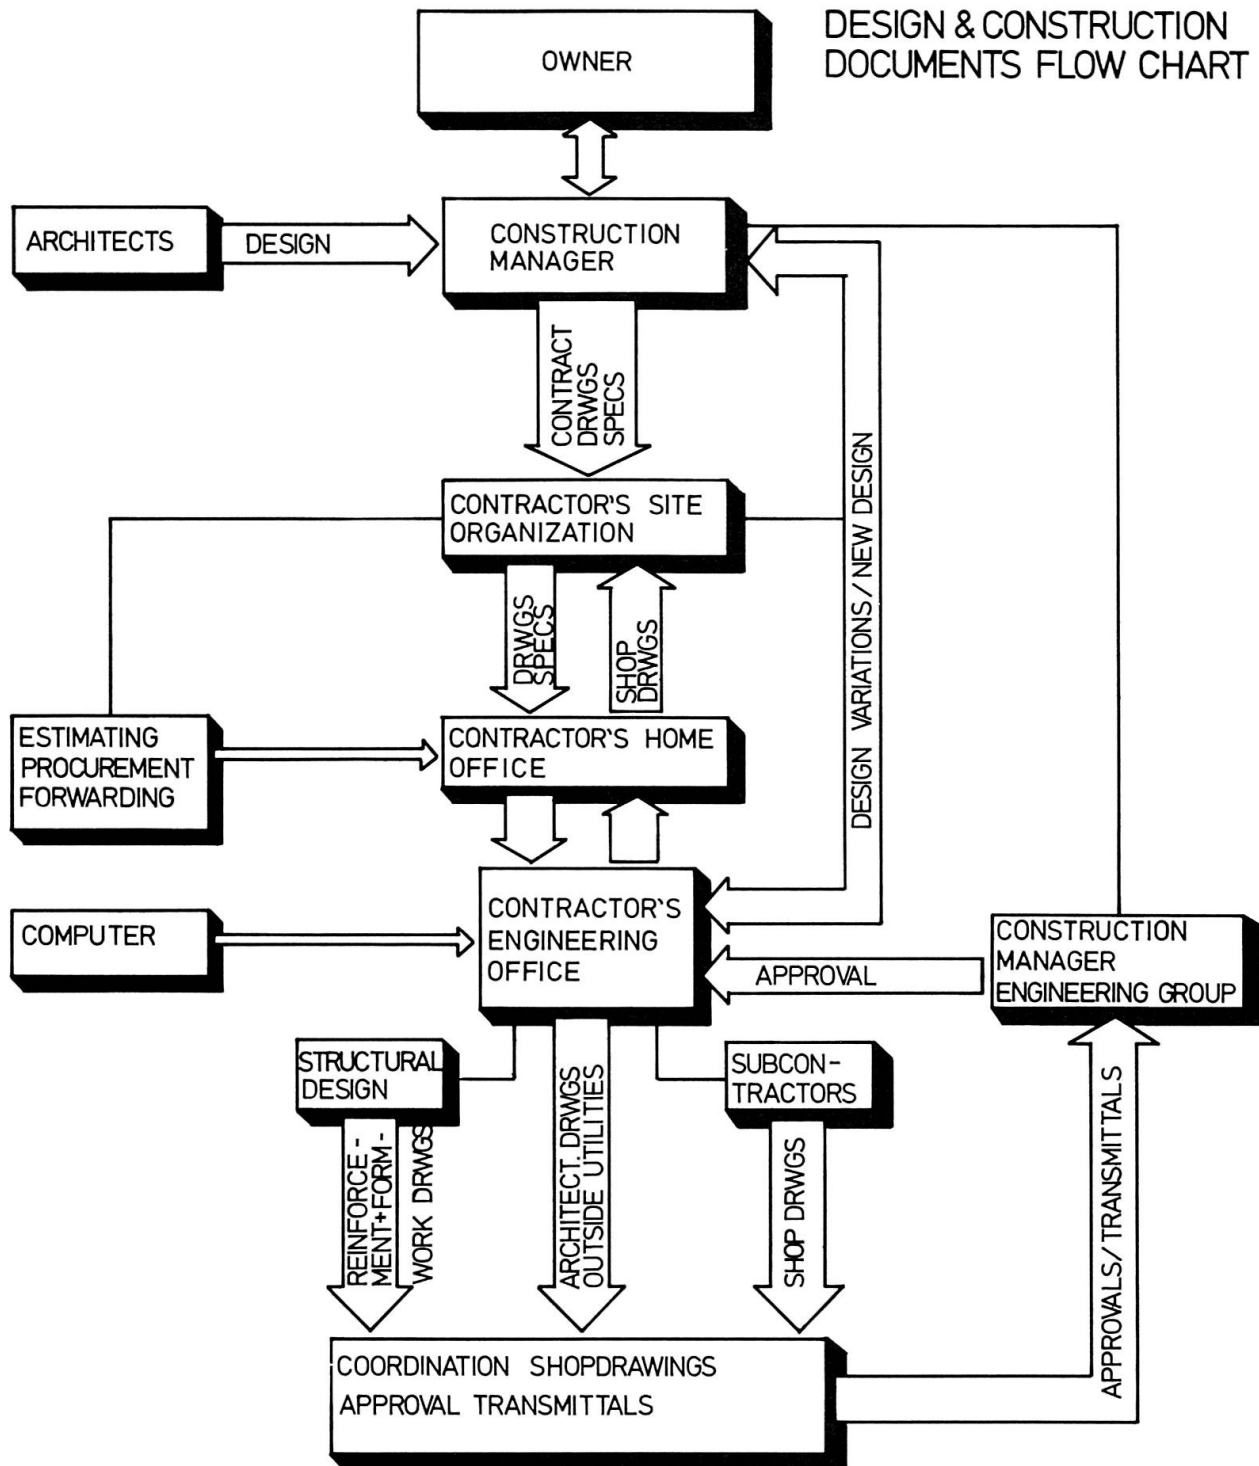 DESIGN & CONSTRUCTION
DOCUMENTS FLOW CHART
OWNER
ARCHITECTS
DESIGN
CONSTRUCTION
MANAGER
CONTRACT
DRWGS
SPECS
CONTRACTOR'S SITE
ORGANIZATION
DRWGS
SPECS
SHOP
DRWGS
DESIGN VARIATIONS/NEW DESIGN
ESTIMATING
PROCUREMENT
FORWARDING
CONTRACTOR'S HOME
OFFICE
COMPUTER
CONTRACTOR'S
ENGINEERING
OFFICE
APPROVAL
CONSTRUCTION
MANAGER
ENGINEERING GROUP
STRUCTURAL
DESIGN
SUBCON-
TRACTORS
REINFORCE-
MENT+FORM-
WORK DRWGS
ARCHITECT. DRWGS
OUTSIDE UTILITIES
SHOP DRWGS
APPROVALS/TRANSMITTALS
COORDINATION SHOPDRAWINGS
APPROVAL TRANSMITTALS